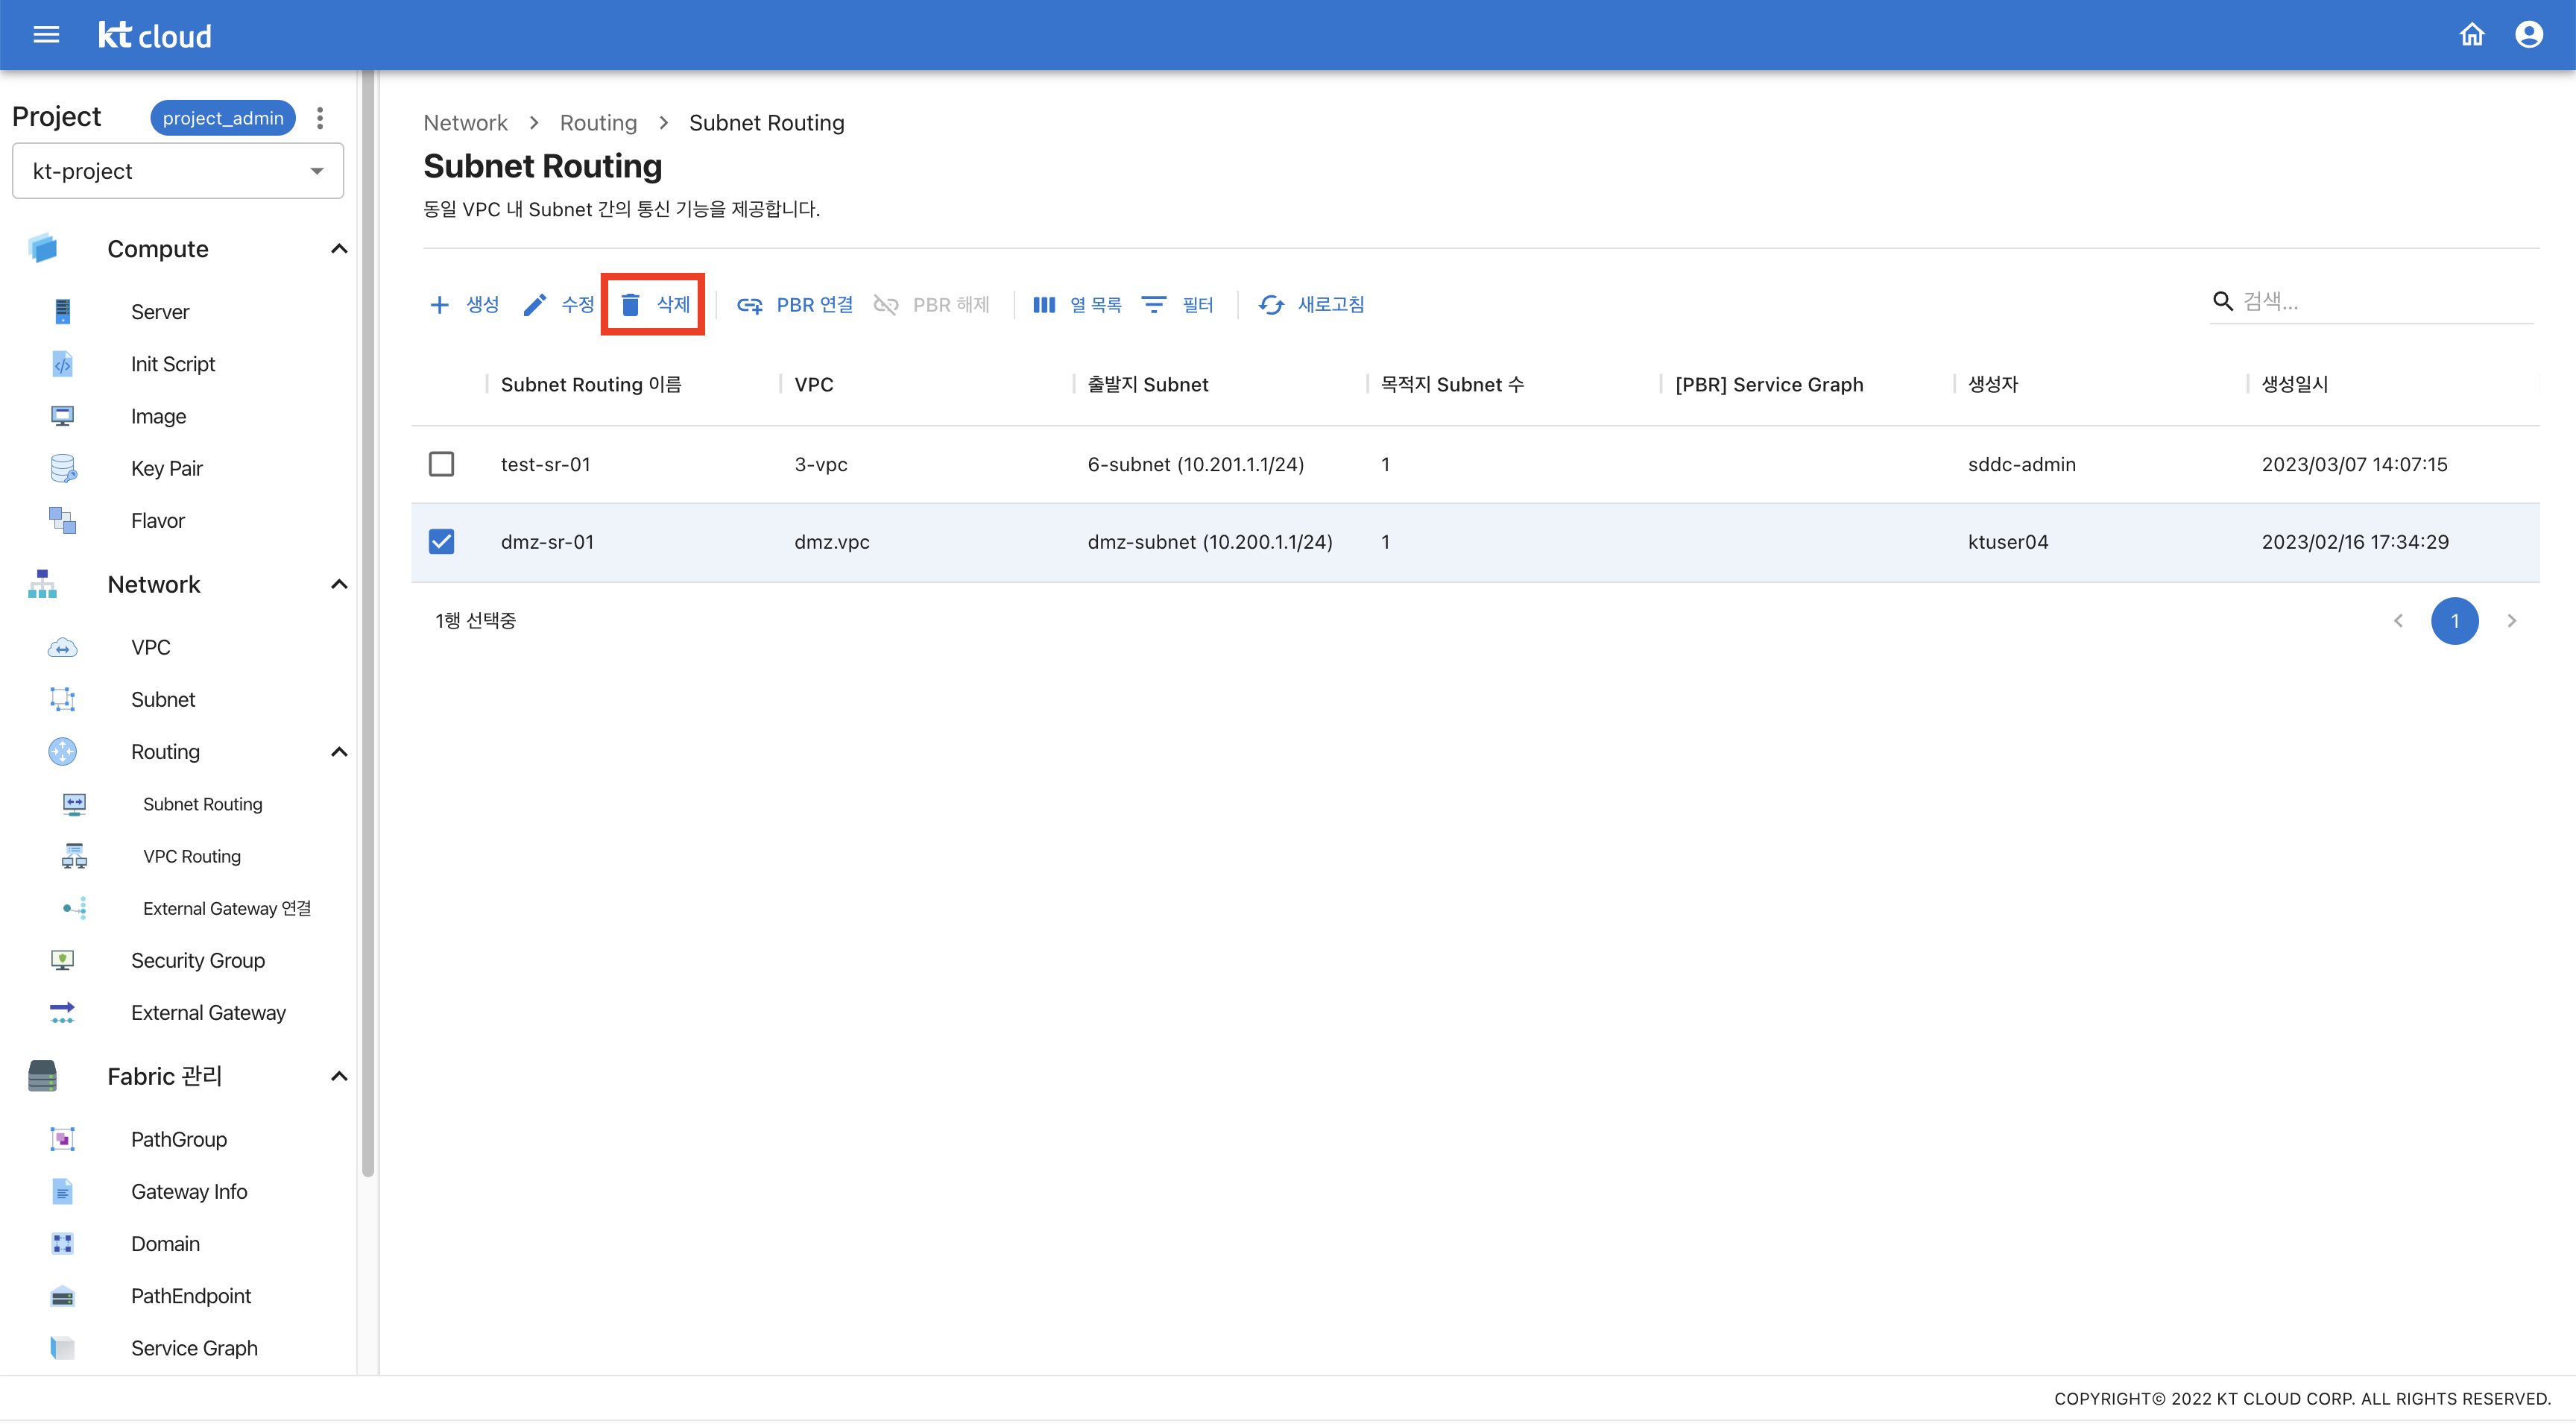 kt cloud
Project project_admin
kt-project
Compute
Server
Init Script
Image
Key Pair
Flavor
Network
VPC
Subnet
Routing
Subnet Routing
VPC Routing
External Gateway 연결
Security Group
External Gateway
Fabric 관리
PathGroup
Gateway Info
Domain
PathEndpoint
Service Graph
Network > Routing > Subnet Routing
Subnet Routing
동일 VPC 내 Subnet 간의 통신 기능을 제공합니다.
생성 수정 삭제 PBR 연결 PBR 해제 열 목록 필터 새로고침 검색...
Subnet Routing 이름 VPC 출발지 Subnet 목적지 Subnet 수 [PBR] Service Graph 생성자 생성일시
test-sr-01 3-vpc 6-subnet (10.201.1.1/24) 1 sddc-admin 2023/03/07 14:07:15
dmz-sr-01 dmz.vpc dmz-subnet (10.200.1.1/24) 1 ktuser04 2023/02/16 17:34:29
1행 선택중 1
COPYRIGHT© 2022 KT CLOUD CORP. ALL RIGHTS RESERVED.